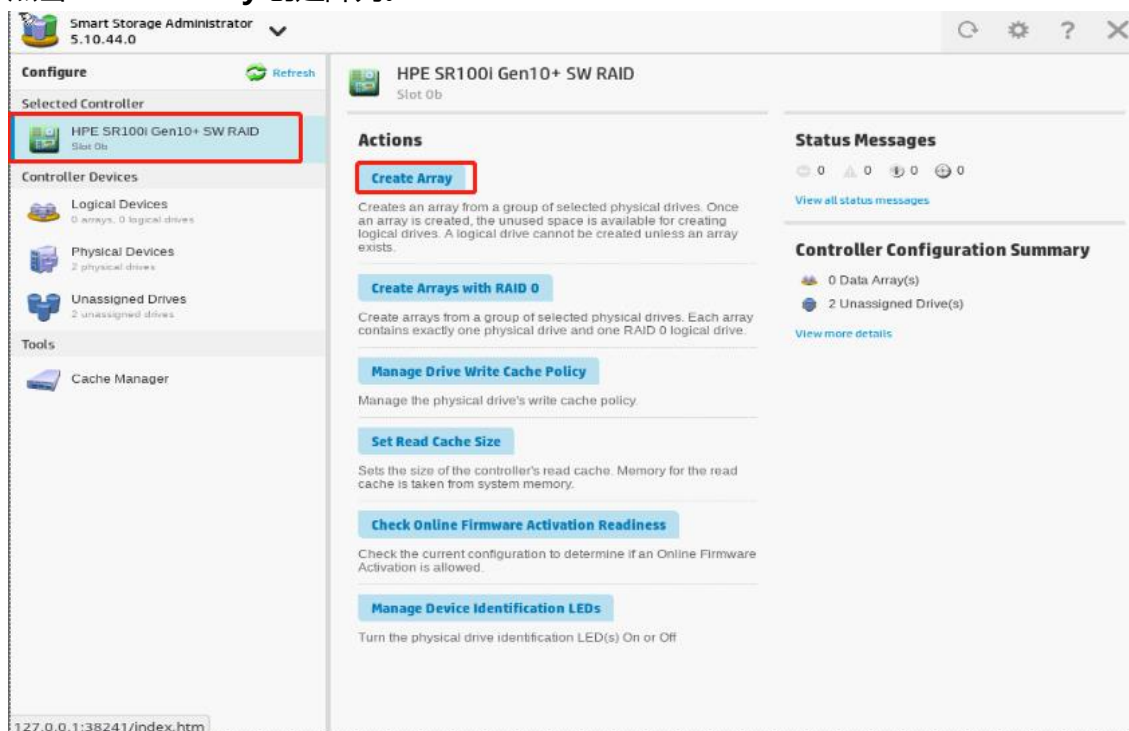 Smart Storage Administrator
5.10.44.0
Configure
Refresh
Selected Controller
HPE SR100i Gen10+ SW RAID
Slot 0b
Controller Devices
Logical Devices
0 arrays, 0 logical drives
Physical Devices
2 physical drives
Unassigned Drives
2 unassigned drives
Tools
Cache Manager
127.0.0.1:38241/index.htm
HPE SR100i Gen10+ SW RAID
Slot 0b
Actions
Create Array
Creates an array from a group of selected physical drives. Once
an array is created, the unused space is available for creating
logical drives. A logical drive cannot be created unless an array
exists.
Create Arrays with RAID 0
Create arrays from a group of selected physical drives. Each array
contains exactly one physical drive and one RAID 0 logical drive.
Manage Drive Write Cache Policy
Manage the physical drive's write cache policy.
Set Read Cache Size
Sets the size of the controller's read cache. Memory for the read
cache is taken from system memory.
Check Online Firmware Activation Readiness
Check the current configuration to determine if an Online Firmware
Activation is allowed.
Manage Device Identification LEDs
Turn the physical drive identification LED(s) On or Off
Status Messages
0 0 0 0
View all status messages
Controller Configuration Summary
0 Data Array(s)
2 Unassigned Drive(s)
View more details